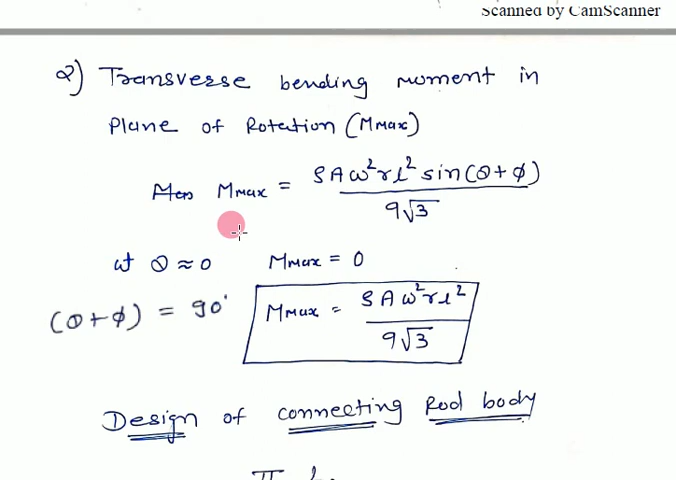 Scanned by CamScanner
2) Transverse bending moment in
Plane of Rotation (Mmax)
Mmax = ρAω²rl² sin(θ+φ) / 9√3
at θ ≈ 0 Mmax = 0
(θ+φ) = 90° Mmax = ρAω²rl² / 9√3
Design of connecting Rod body